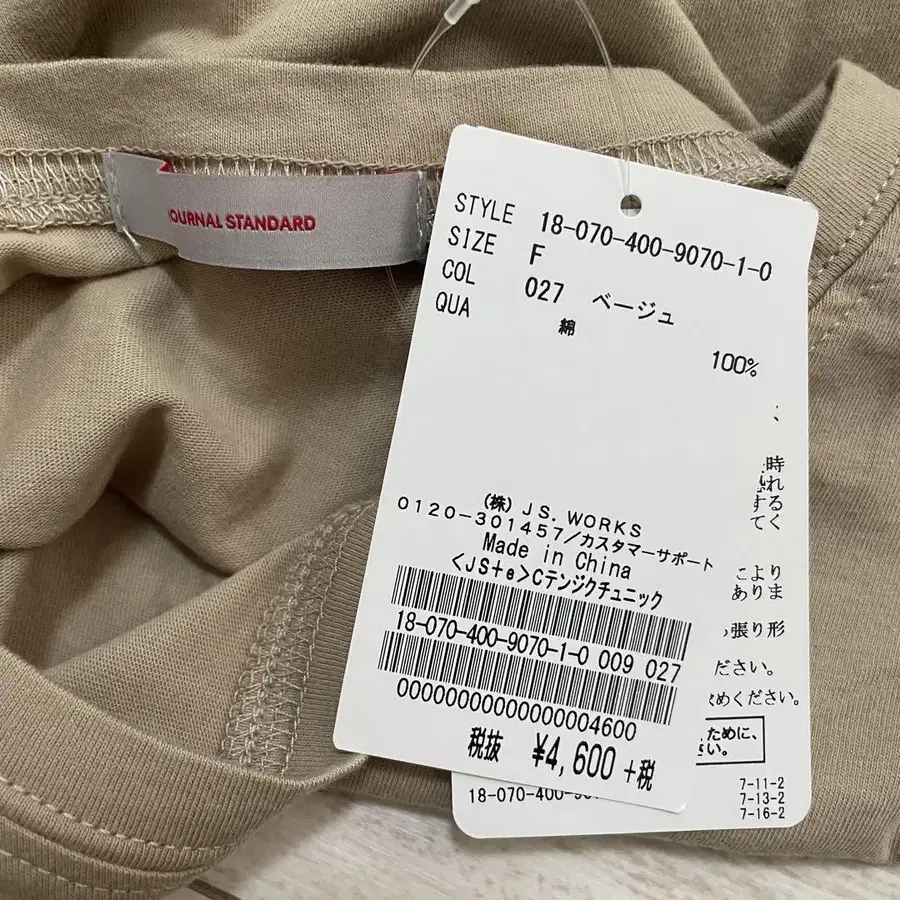 OURNAL STANDARD
STYLE 18-070-400-9070-1-0
SIZE F
COL 027 ベージュ
QUA 綿 100%
(株)JS.WORKS
0120-301457/カスタマーサポート
Made in China
<JS+e>Cテンジクチュニック
18-070-400-9070-1-0 009 027
00000000000000004600
税抜 ¥4,600 +税
、
時
れ
する
てく
こより
ありま
張り形
ださい。
めください。
ために、
い。
18-070-400-90
7-11-2
7-13-2
7-16-2